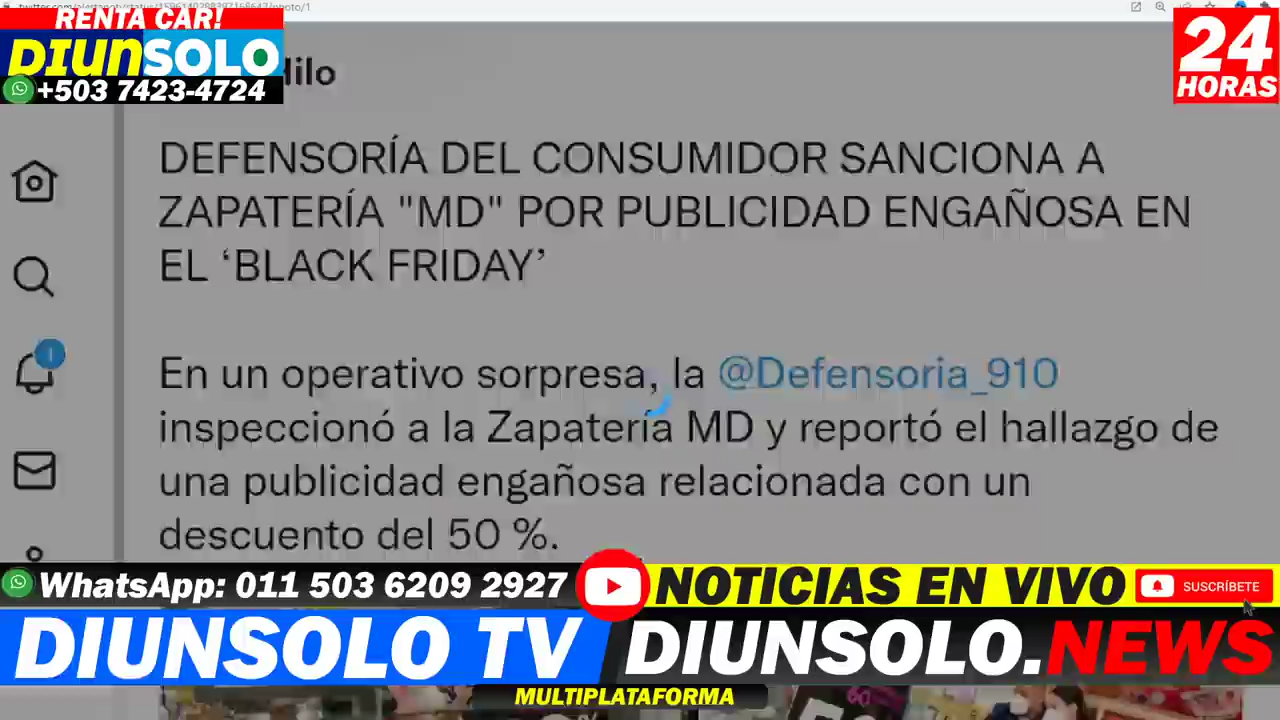 RENTA CAR!
DIUNSOLO
+503 7423-4724
24
HORAS
Hilo
DEFENSORÍA DEL CONSUMIDOR SANCIONA A
ZAPATERÍA "MD" POR PUBLICIDAD ENGAÑOSA EN
EL ‘BLACK FRIDAY’
En un operativo sorpresa, la @Defensoria_910
inspeccionó a la Zapatería MD y reportó el hallazgo de
una publicidad engañosa relacionada con un
descuento del 50 %.
WhatsApp: 011 503 6209 2927
NOTICIAS EN VIVO
SUSCRÍBETE
DIUNSOLO TV
DIUNSOLO.NEWS
MULTIPLATAFORMA